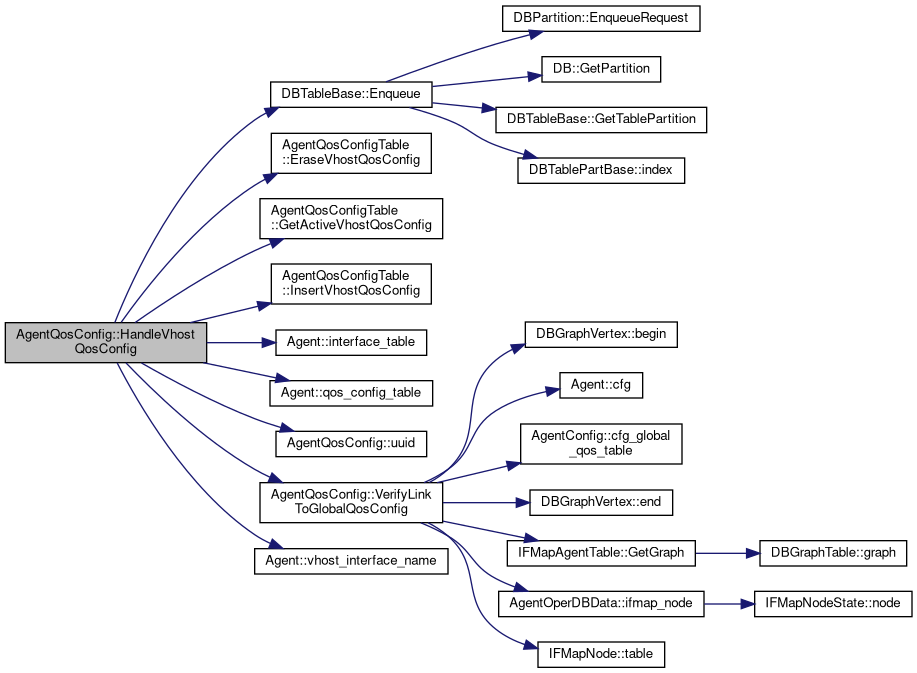 DBPartition::EnqueueRequest
DB::GetPartition
DBTableBase::Enqueue
DBTableBase::GetTablePartition
DBTablePartBase::index
AgentQosConfigTable
::EraseVhostQosConfig
AgentQosConfigTable
::GetActiveVhostQosConfig
AgentQosConfigTable
::InsertVhostQosConfig
AgentQosConfig::HandleVhost
QosConfig
Agent::interface_table
Agent::qos_config_table
AgentQosConfig::uuid
AgentQosConfig::VerifyLink
ToGlobalQosConfig
Agent::vhost_interface_name
DBGraphVertex::begin
Agent::cfg
AgentConfig::cfg_global
_qos_table
DBGraphVertex::end
IFMapAgentTable::GetGraph
DBGraphTable::graph
AgentOperDBData::ifmap_node
IFMapNodeState::node
IFMapNode::table